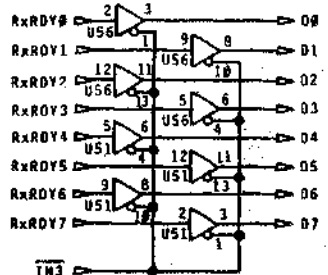 RxRDY0 2 3 D0
U56 1
RxRDY1 9 8 D1
U56 10
RxRDY2 12 11 D2
U56 13
RxRDY3 5 6 D3
U56 4
RxRDY4 5 6 D4
U51 4
RxRDY5 12 11 D5
U51 13
RxRDY6 9 8 D6
U51 10
RxRDY7 2 3 D7
U51 1
IN3